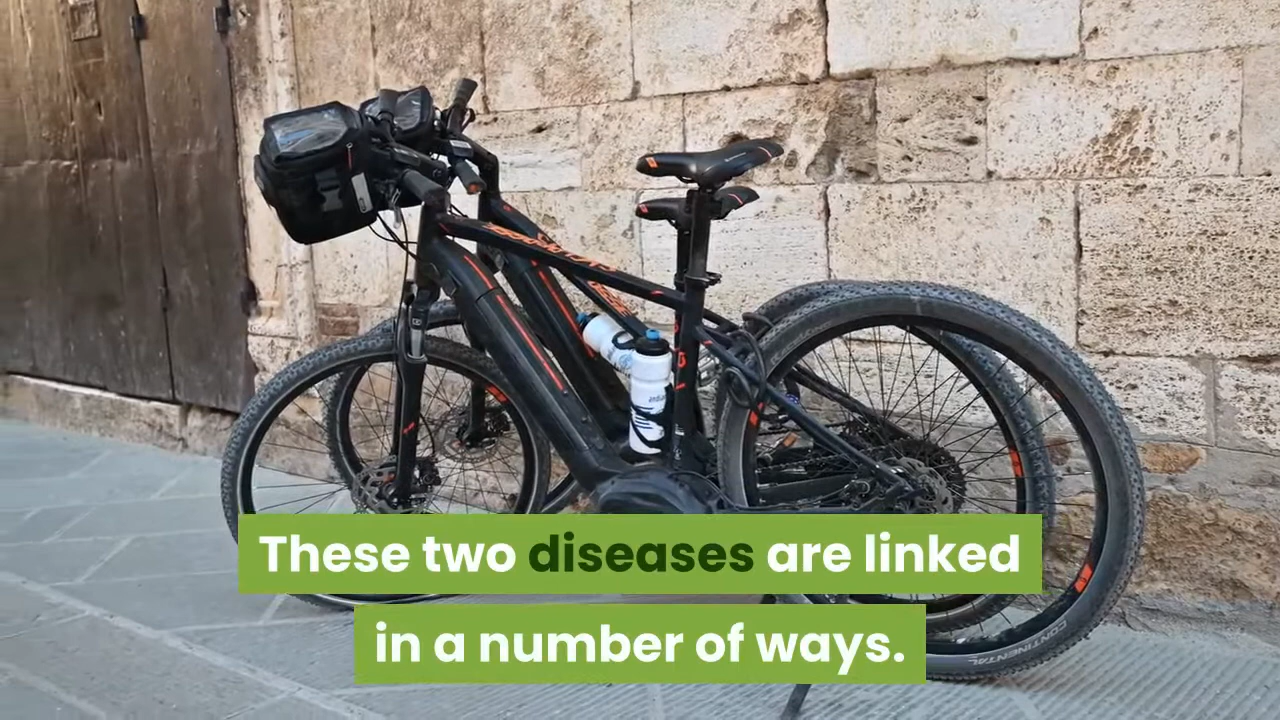 These two diseases are linked
in a number of ways.
CONTINENTAL